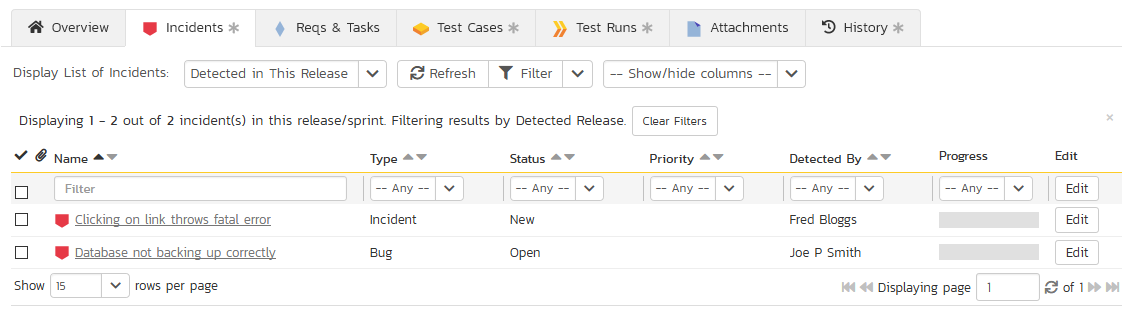 Overview Incidents * Reqs & Tasks Test Cases * Test Runs * Attachments History *
Display List of Incidents: Detected in This Release Refresh Filter -- Show/hide columns --
Displaying 1 - 2 out of 2 incident(s) in this release/sprint. Filtering results by Detected Release. Clear Filters ×
Name Type Status Priority Detected By Progress Edit
Filter -- Any -- -- Any -- -- Any -- -- Any -- -- Any -- Edit
Clicking on link throws fatal error Incident New Fred Bloggs Edit
Database not backing up correctly Bug Open Joe P Smith Edit
Show 15 rows per page Displaying page 1 of 1